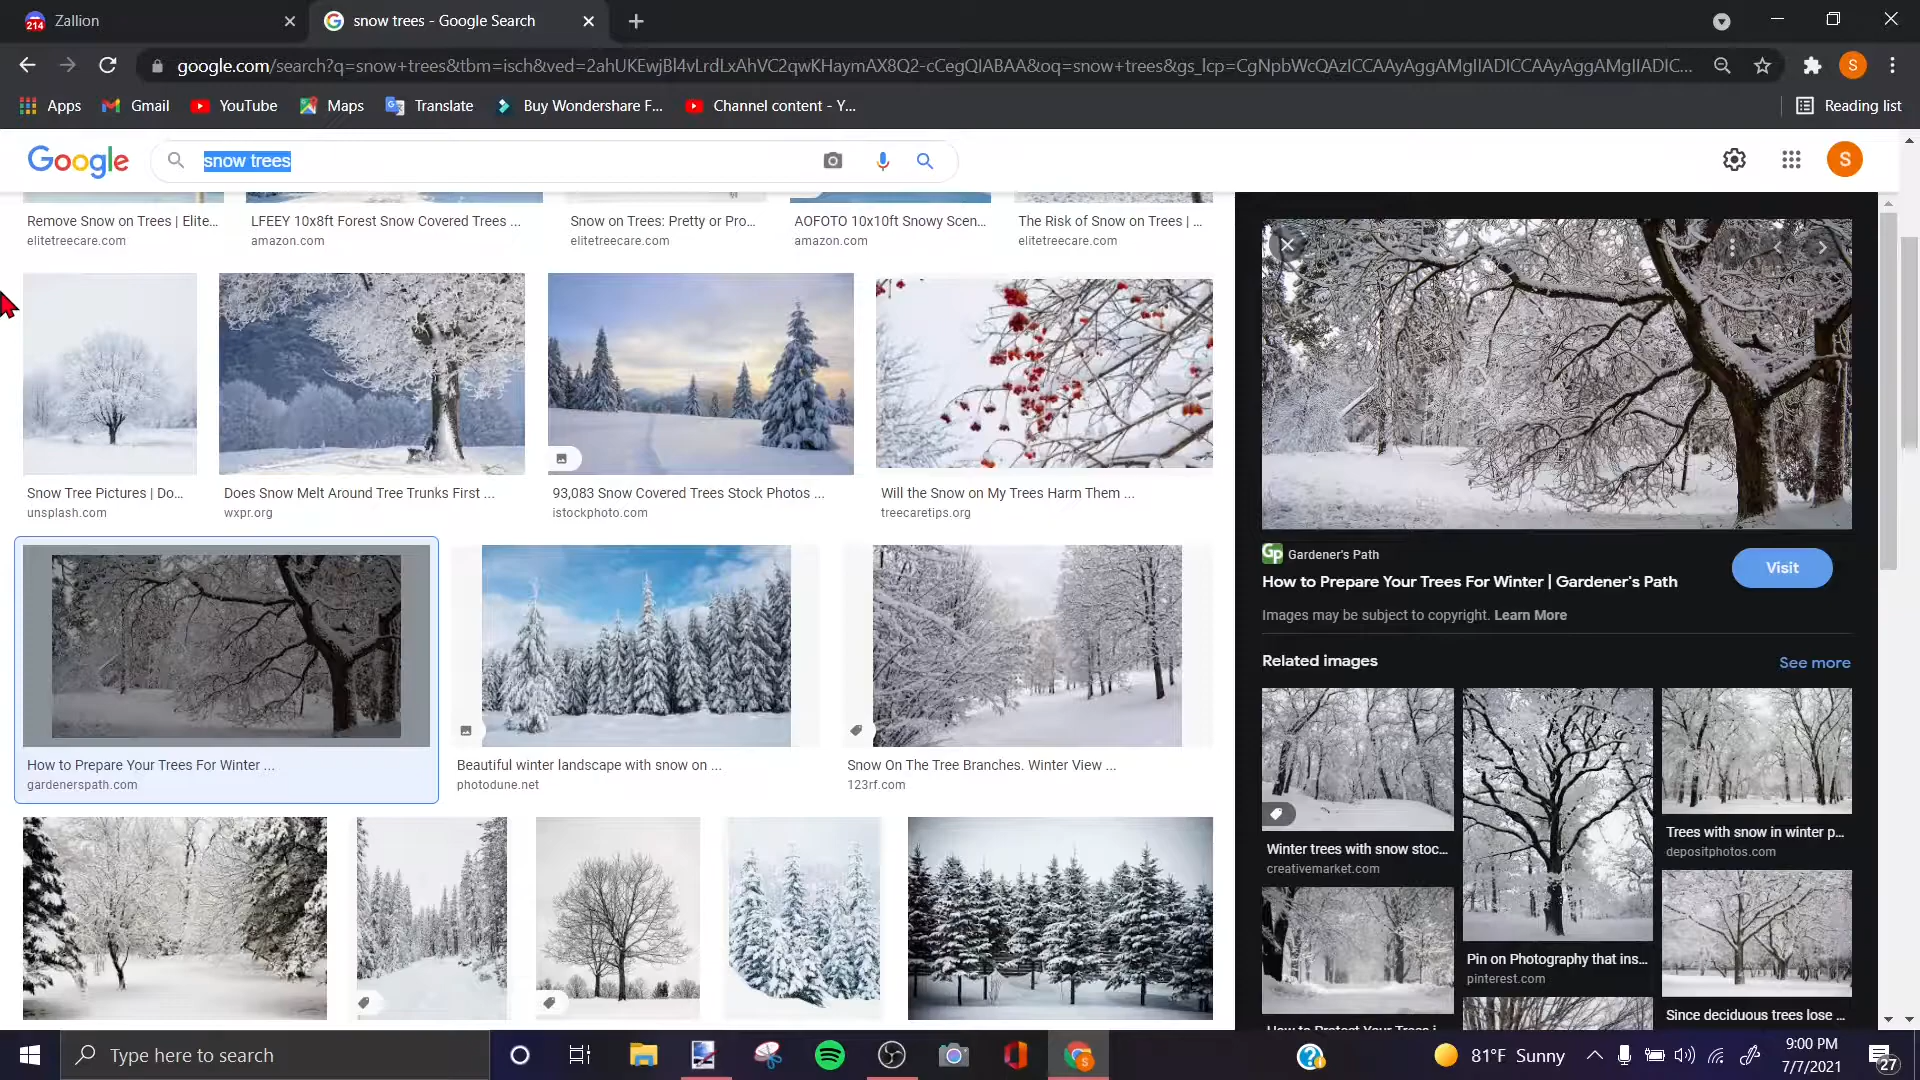 214
Zallion
snow trees - Google Search
google.com/search?q=snow+trees&tbm=isch&ved=2ahUKEwjBl4vLrdLxAhVC2qwKHaymAX8Q2-cCegQIABAA&oq=snow+trees&gs_lcp=CgNpbWcQAzICCAAyAggAMgIIADICCAAyAggAMgIIADIC...
S
Apps
Gmail
YouTube
Maps
Translate
Buy Wondershare F...
Channel content - Y...
Reading list
Google
snow trees
S
Remove Snow on Trees | Elite...
elitetreecare.com
LFEEY 10x8ft Forest Snow Covered Trees ...
amazon.com
Snow on Trees: Pretty or Pro...
elitetreecare.com
AOFOTO 10x10ft Snowy Scen...
amazon.com
The Risk of Snow on Trees | ...
elitetreecare.com
Snow Tree Pictures | Do...
unsplash.com
Does Snow Melt Around Tree Trunks First ...
wxpr.org
93,083 Snow Covered Trees Stock Photos ...
istockphoto.com
Will the Snow on My Trees Harm Them ...
treecaretips.org
How to Prepare Your Trees For Winter ...
gardenerspath.com
Beautiful winter landscape with snow on ...
photodune.net
Snow On The Tree Branches. Winter View ...
123rf.com
Gp
Gardener's Path
How to Prepare Your Trees For Winter | Gardener's Path
Visit
Images may be subject to copyright. Learn More
Related images
See more
Winter trees with snow stoc...
creativemarket.com
Pin on Photography that ins...
pinterest.com
Trees with snow in winter p...
depositphotos.com
Since deciduous trees lose ...
How to Protect Your Trees i
Type here to search
81°F Sunny
9:00 PM
7/7/2021
27